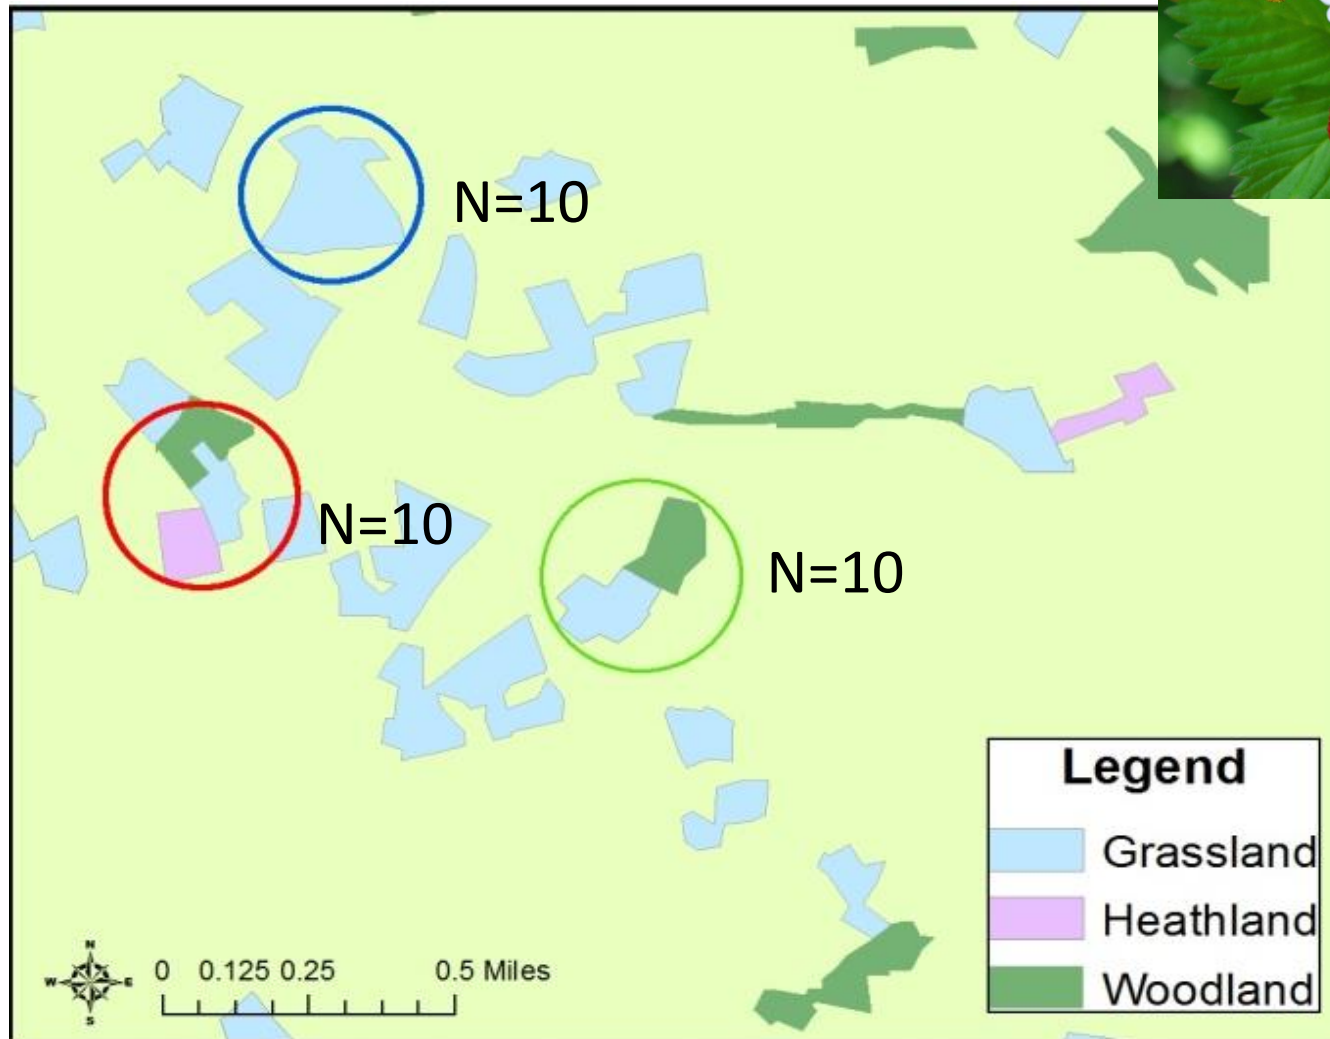 N=10
N=10
N=10
Legend
Grassland
Heathland
Woodland
N
W E
S
0 0.125 0.25 0.5 Miles